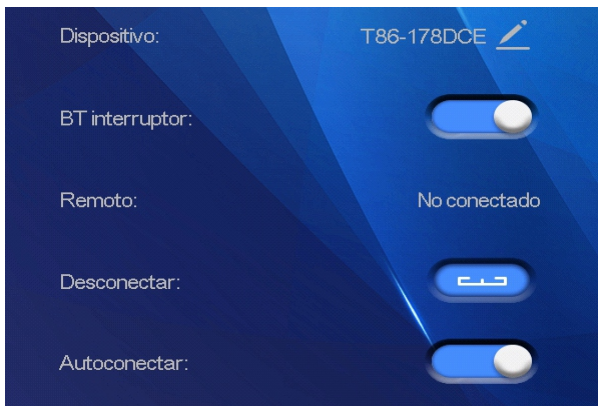 Dispositivo: T86-178DCE
BT interruptor:
Remoto: No conectado
Desconectar:
Autoconectar: